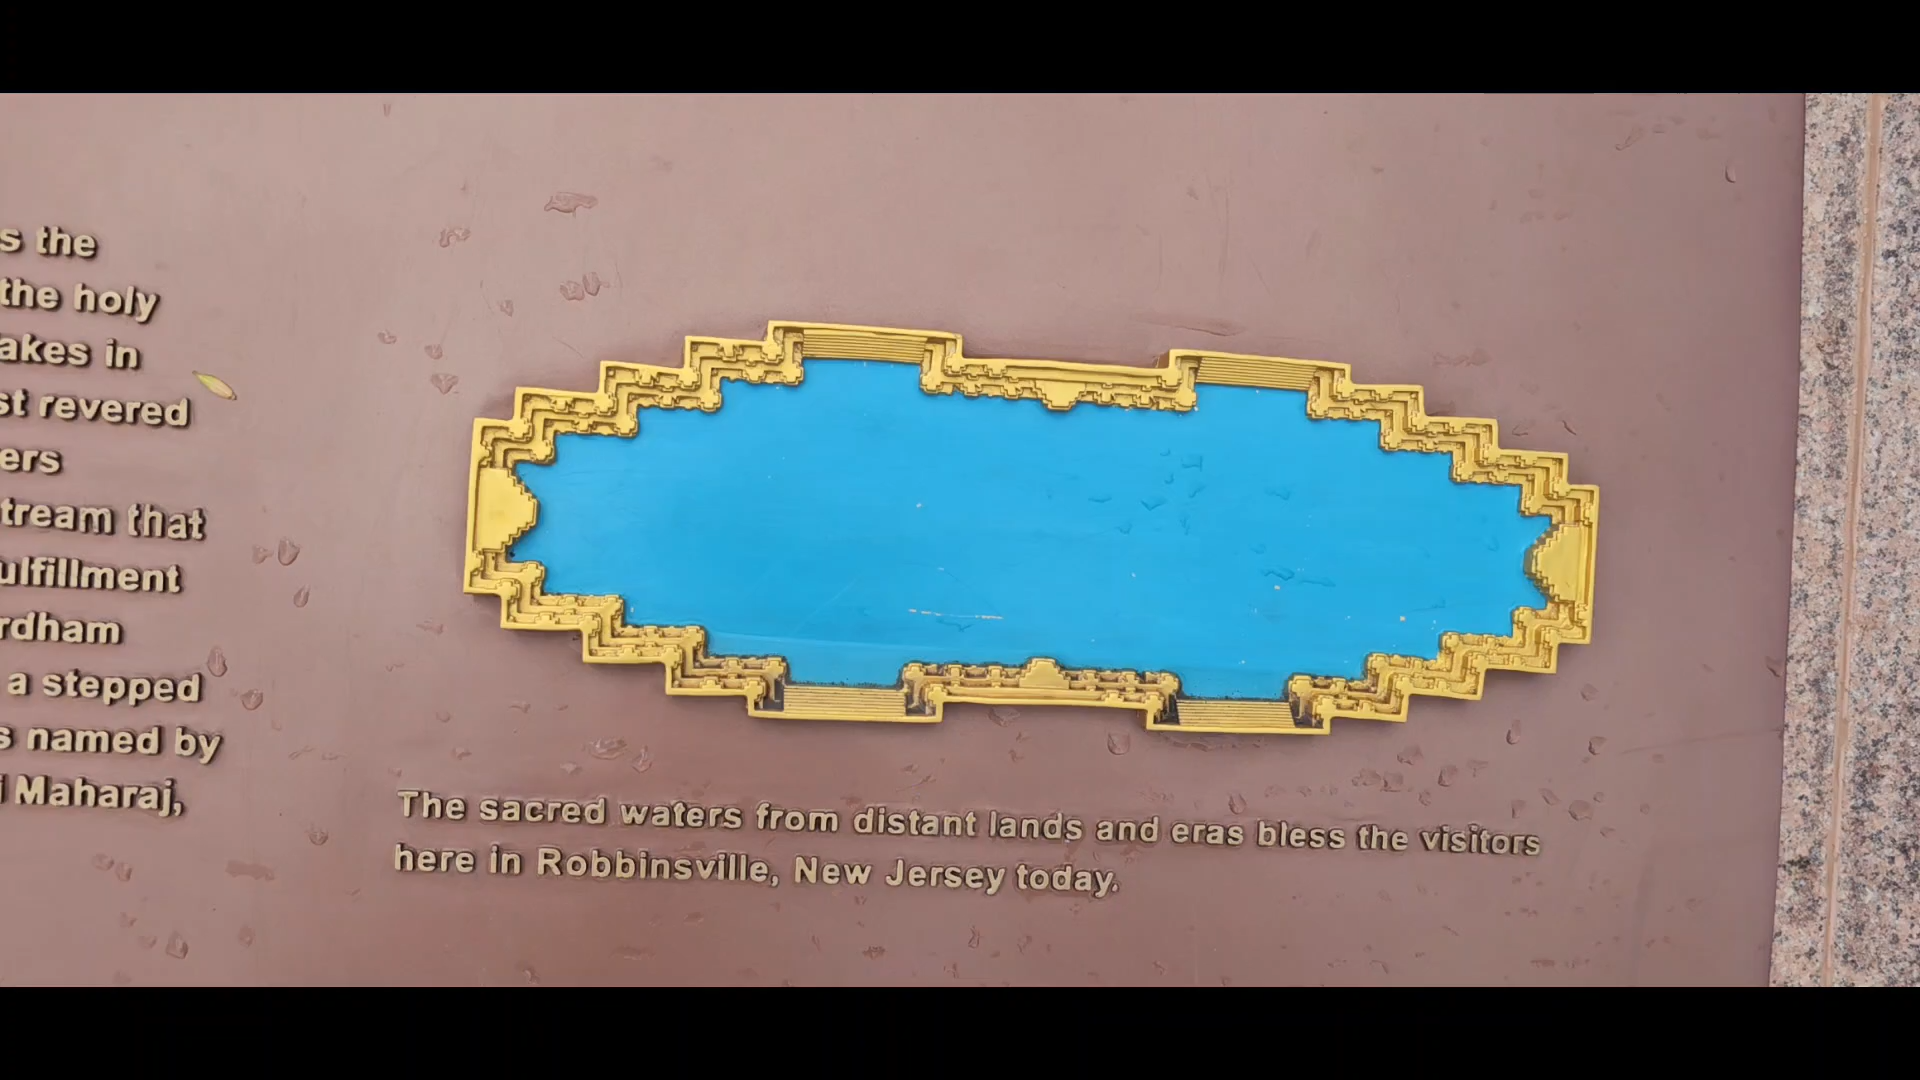 s the
the holy
akes in
st revered
ers
tream that
ulfillment
rdham
a stepped
s named by
i Maharaj,
The sacred waters from distant lands and eras bless the visitors
here in Robbinsville, New Jersey today.